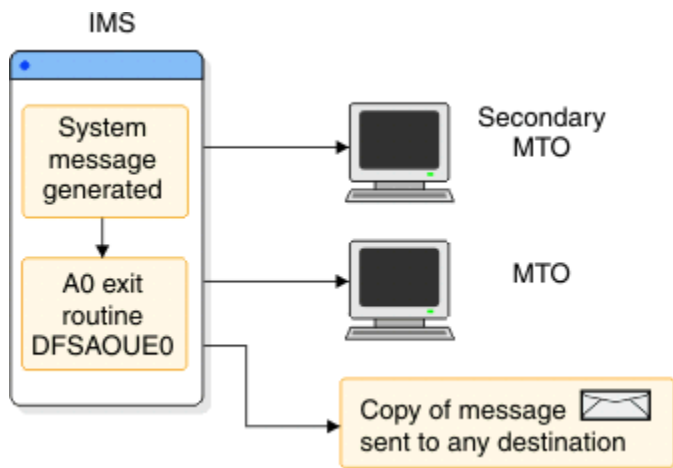 IMS
System
message
generated
A0 exit
routine
DFSAOUE0
Secondary
MTO
MTO
Copy of message
sent to any destination